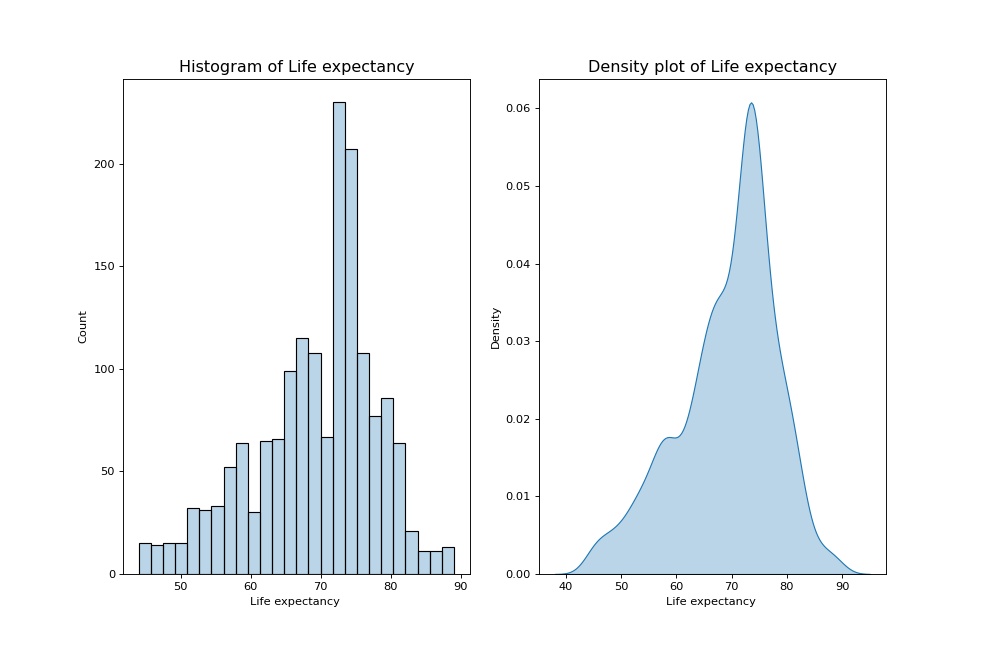 Histogram of Life expectancy
Count
200
150
100
50
0
50 60 70 80 90
Life expectancy
Density plot of Life expectancy
Density
0.06
0.05
0.04
0.03
0.02
0.01
0.00
40 50 60 70 80 90
Life expectancy